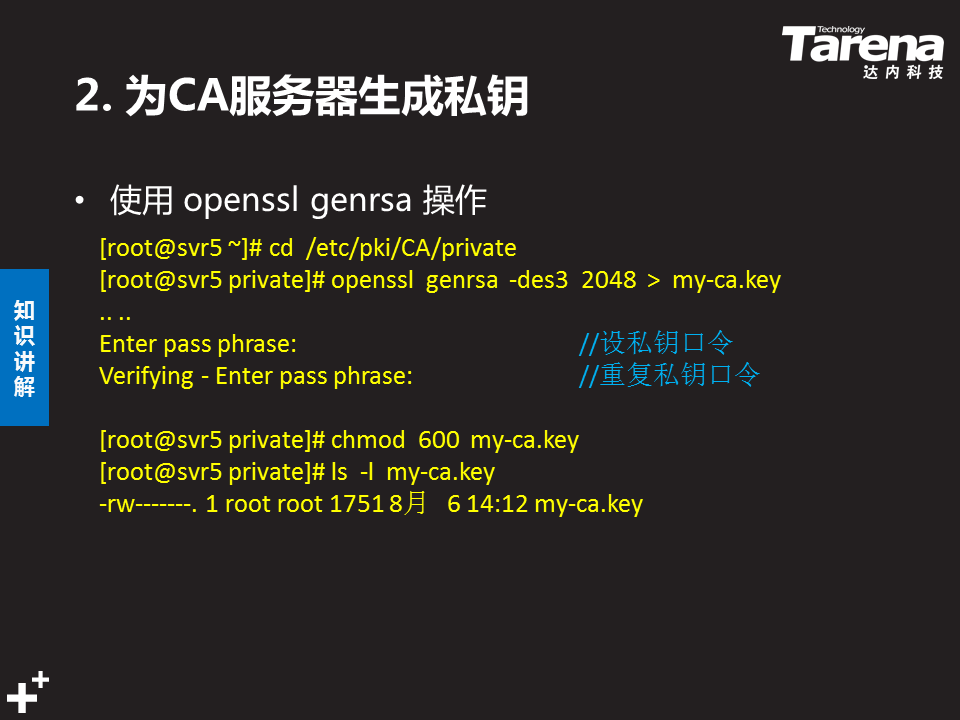 Technology
Tarena
达内科技
2. 为CA服务器生成私钥
• 使用 openssl genrsa 操作
[root@svr5 ~]# cd /etc/pki/CA/private
[root@svr5 private]# openssl genrsa -des3 2048 > my-ca.key
.. ..
Enter pass phrase: //设私钥口令
Verifying - Enter pass phrase: //重复私钥口令
[root@svr5 private]# chmod 600 my-ca.key
[root@svr5 private]# ls -l my-ca.key
-rw-------. 1 root root 1751 8月 6 14:12 my-ca.key
知识讲解